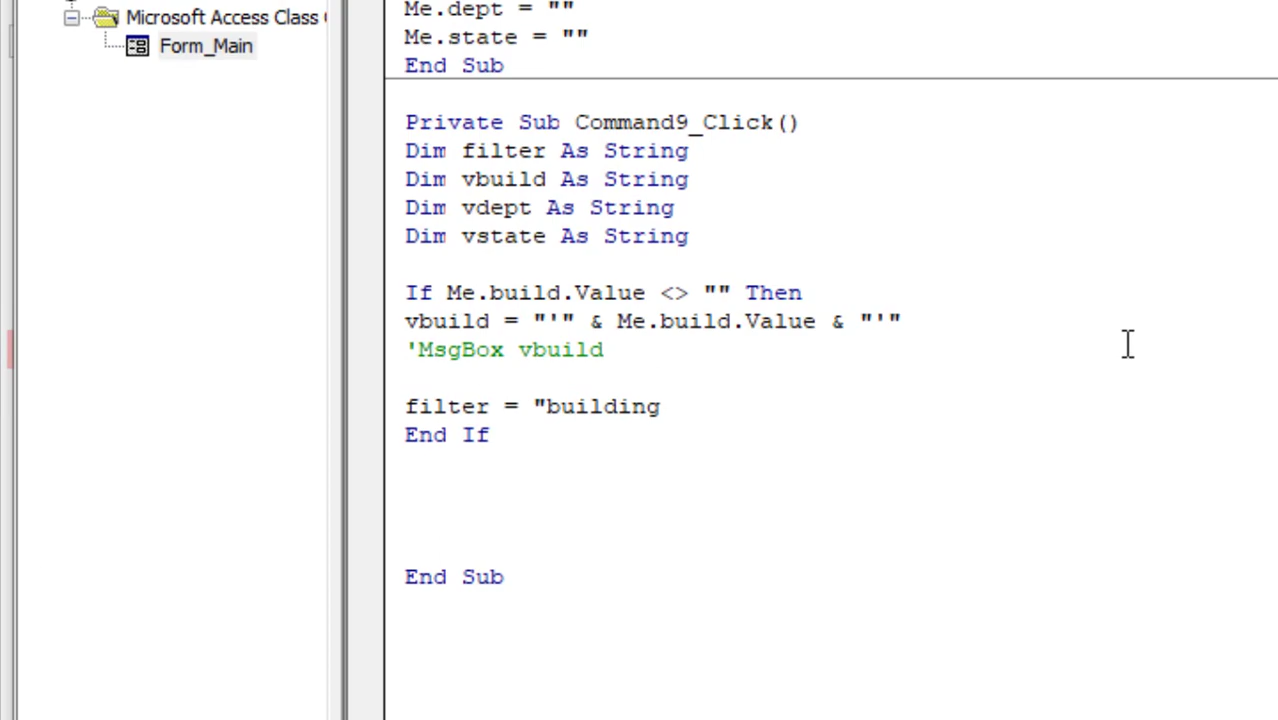 Microsoft Access Class
Form_Main
Me.dept = ""
Me.state = ""
End Sub
Private Sub Command9_Click()
Dim filter As String
Dim vbuild As String
Dim vdept As String
Dim vstate As String
If Me.build.Value <> "" Then
vbuild = "'" & Me.build.Value & "'"
'MsgBox vbuild
filter = "building
End If
End Sub